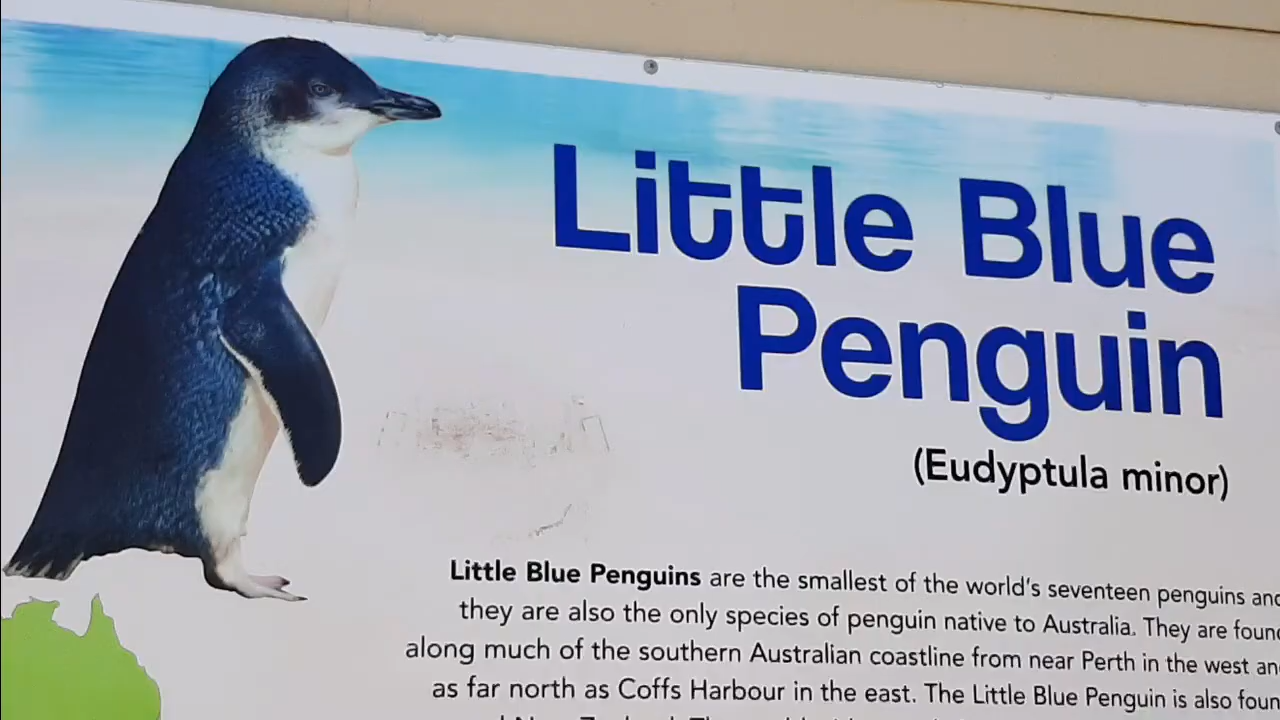 Little Blue
Penguin
(Eudyptula minor)
Little Blue Penguins are the smallest of the world's seventeen penguins and
they are also the only species of penguin native to Australia. They are found
along much of the southern Australian coastline from near Perth in the west and
as far north as Coffs Harbour in the east. The Little Blue Penguin is also found